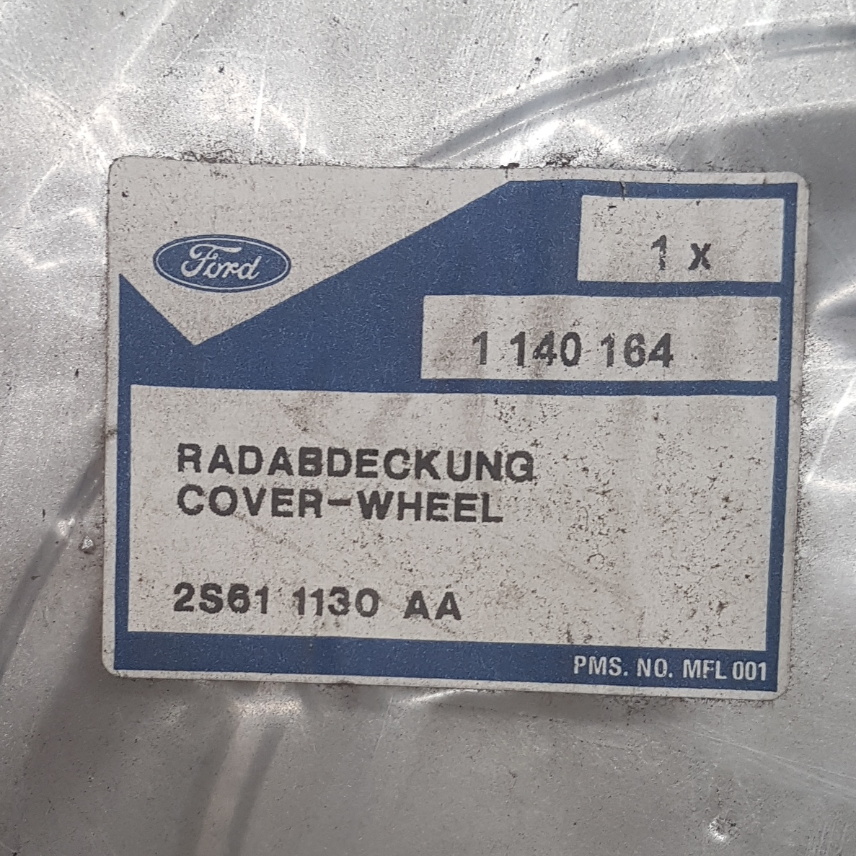 Ford
1 x
1 140 164
RADABDECKUNG
COVER-WHEEL
2S61 1130 AA
PMS. NO. MFL 001